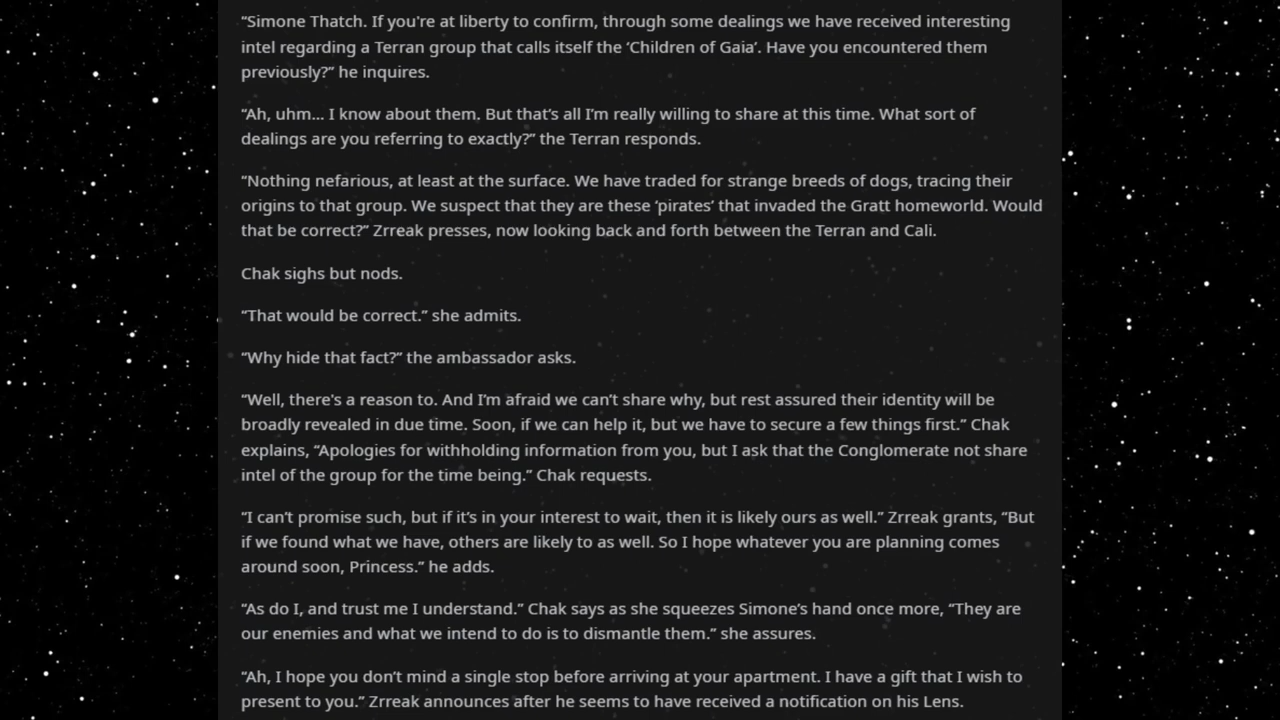 “Simone Thatch. If you're at liberty to confirm, through some dealings we have received interesting
intel regarding a Terran group that calls itself the ‘Children of Gaia’. Have you encountered them
previously?” he inquires.
“Ah, uhm... I know about them. But that’s all I’m really willing to share at this time. What sort of
dealings are you referring to exactly?” the Terran responds.
“Nothing nefarious, at least at the surface. We have traded for strange breeds of dogs, tracing their
origins to that group. We suspect that they are these ‘pirates’ that invaded the Gratt homeworld. Would
that be correct?” Zrreak presses, now looking back and forth between the Terran and Cali.
Chak sighs but nods.
“That would be correct.” she admits.
“Why hide that fact?” the ambassador asks.
“Well, there's a reason to. And I’m afraid we can’t share why, but rest assured their identity will be
broadly revealed in due time. Soon, if we can help it, but we have to secure a few things first.” Chak
explains, “Apologies for withholding information from you, but I ask that the Conglomerate not share
intel of the group for the time being.” Chak requests.
“I can’t promise such, but if it’s in your interest to wait, then it is likely ours as well.” Zrreak grants, “But
if we found what we have, others are likely to as well. So I hope whatever you are planning comes
around soon, Princess.” he adds.
“As do I, and trust me I understand.” Chak says as she squeezes Simone’s hand once more, “They are
our enemies and what we intend to do is to dismantle them.” she assures.
“Ah, I hope you don’t mind a single stop before arriving at your apartment. I have a gift that I wish to
present to you.” Zrreak announces after he seems to have received a notification on his Lens.